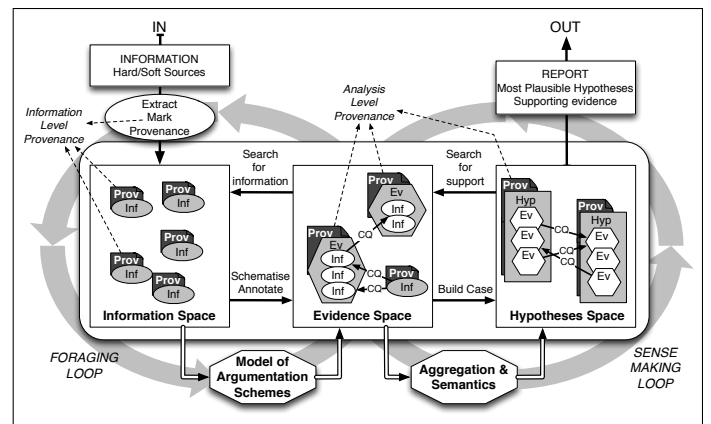 IN
OUT
INFORMATION
Hard/Soft Sources
REPORT
Most Plausible Hypotheses
Supporting evidence
Extract
Mark
Provenance
Information
Level
Provenance
Analysis
Level
Provenance
Search
for
information
Search
for
support
Prov
Inf
Prov
Inf
Prov
Inf
Prov
Inf
Prov
Inf
Prov
Ev
Inf
Inf
CQ
Prov
Ev
Inf
Inf
Inf
CQ
CQ
Prov
Inf
Prov
Hyp
Ev
Ev
Ev
Prov
Hyp
Ev
Ev
Ev
CQ
CQ
CQ
Schematise
Annotate
Build Case
Information Space
Evidence Space
Hypotheses Space
FORAGING
LOOP
Model of
Argumentation
Schemes
Aggregation &
Semantics
SENSE
MAKING
LOOP